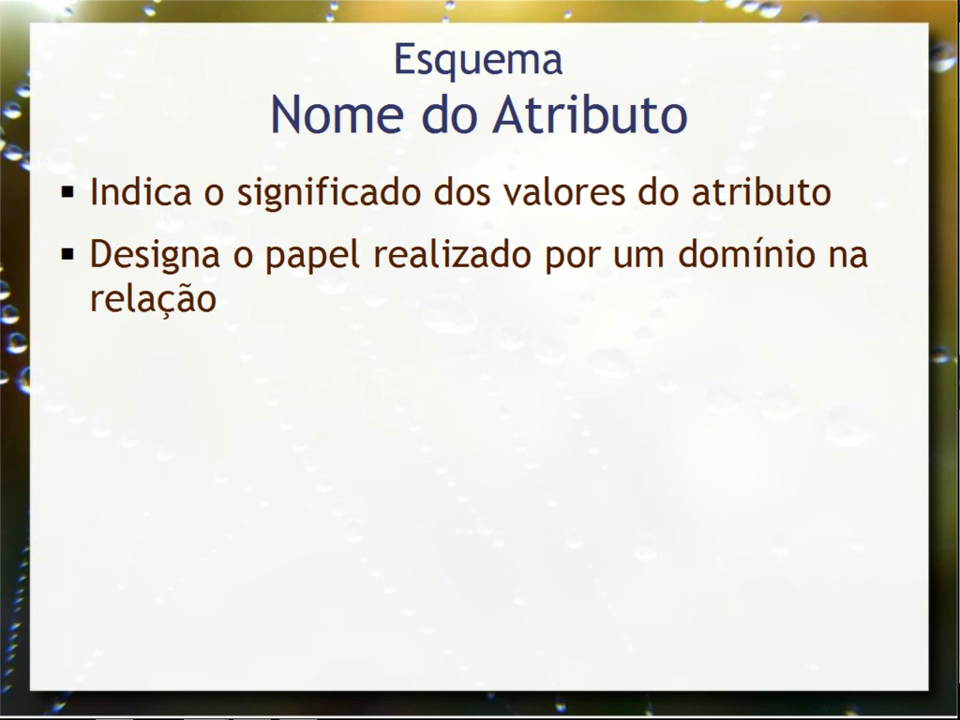 Esquema
Nome do Atributo
▪ Indica o significado dos valores do atributo
▪ Designa o papel realizado por um domínio na
relação